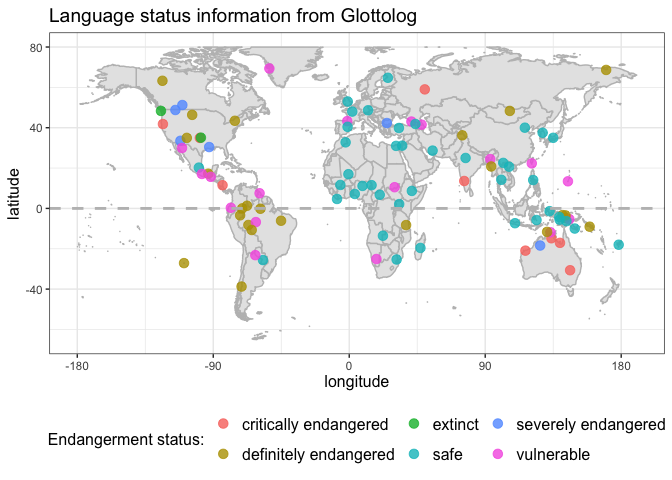 Language status information from Glottolog
80
40
0
-40
latitude
-180 -90 0 90 180
longitude
Endangerment status:
critically endangered extinct severely endangered
definitely endangered safe vulnerable